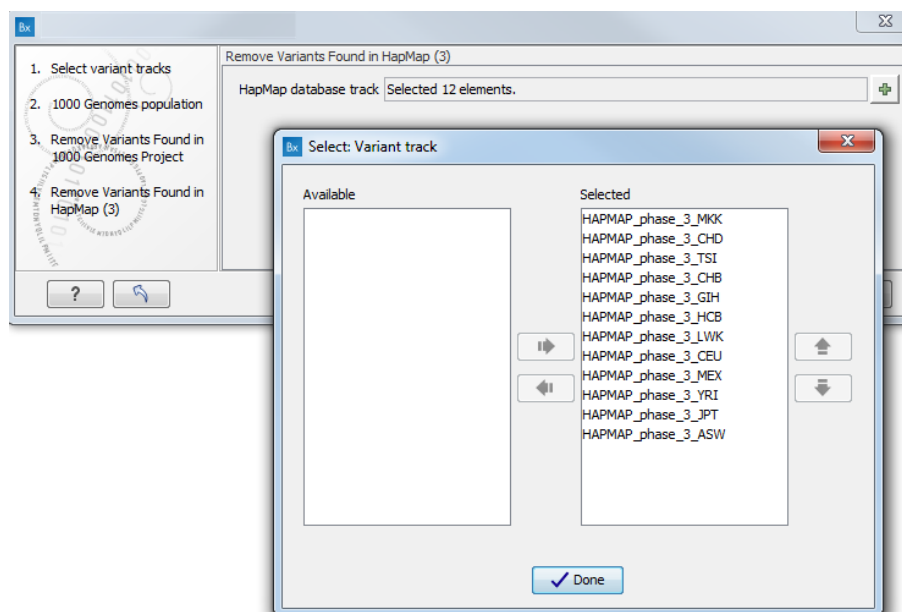 Bx
Remove Variants Found in HapMap (3)
1. Select variant tracks
HapMap database track Selected 12 elements.
2. 1000 Genomes population
3. Remove Variants Found in
1000 Genomes Project
4. Remove Variants Found in
HapMap (3)
?
Bx Select: Variant track
Available
Selected
HAPMAP_phase_3_MKK
HAPMAP_phase_3_CHD
HAPMAP_phase_3_TSI
HAPMAP_phase_3_CHB
HAPMAP_phase_3_GIH
HAPMAP_phase_3_HCB
HAPMAP_phase_3_LWK
HAPMAP_phase_3_CEU
HAPMAP_phase_3_MEX
HAPMAP_phase_3_YRI
HAPMAP_phase_3_JPT
HAPMAP_phase_3_ASW
Done